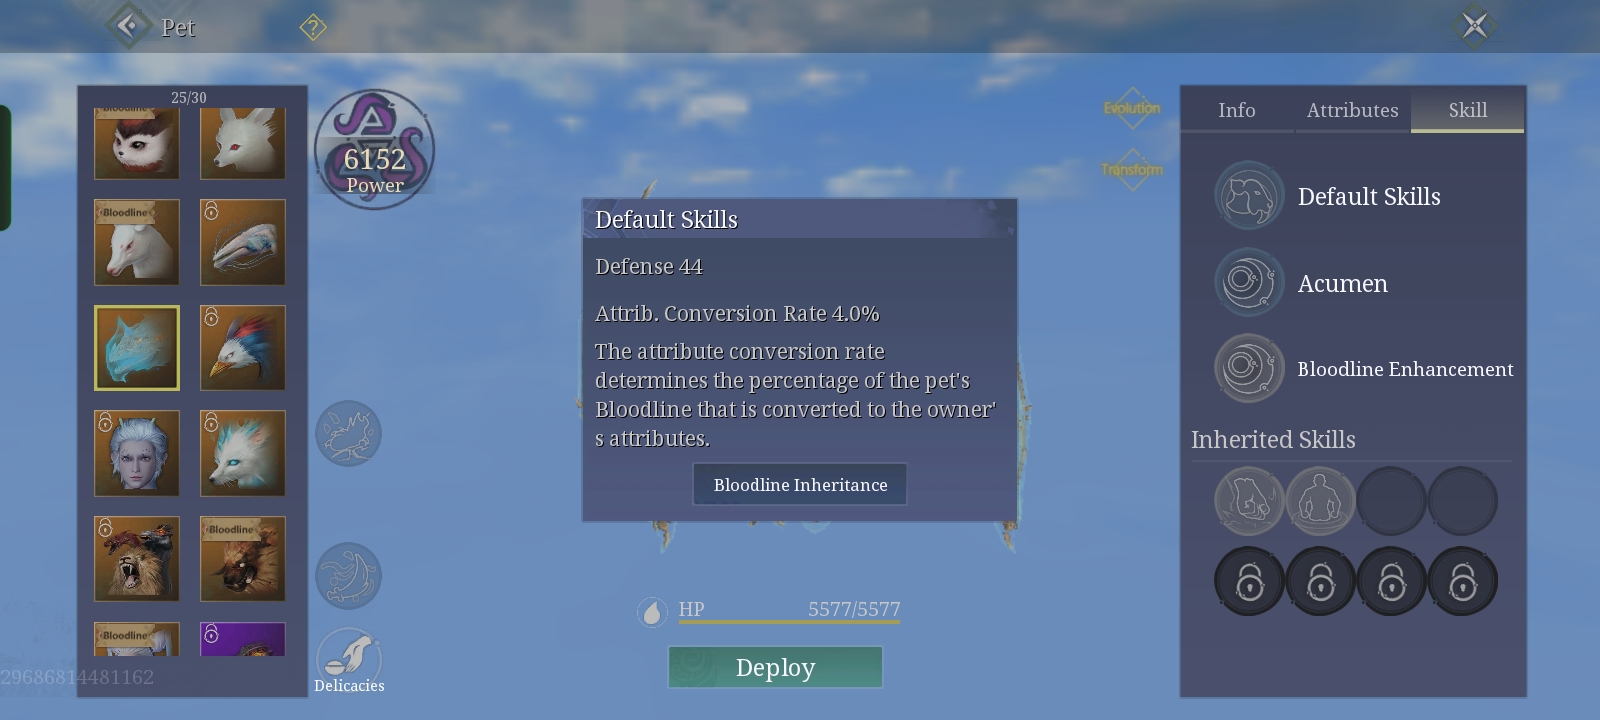 Pet
?
25/30
Bloodline
Bloodline
Bloodline
Bloodline
6152
Power
Evolution
Transform
Info
Attributes
Skill
Default Skills
Acumen
Bloodline Enhancement
Inherited Skills
Default Skills
Defense 44
Attrib. Conversion Rate 4.0%
The attribute conversion rate
determines the percentage of the pet's
Bloodline that is converted to the owner'
s attributes.
Bloodline Inheritance
HP
5577/5577
Deploy
Delicacies
29686814481162